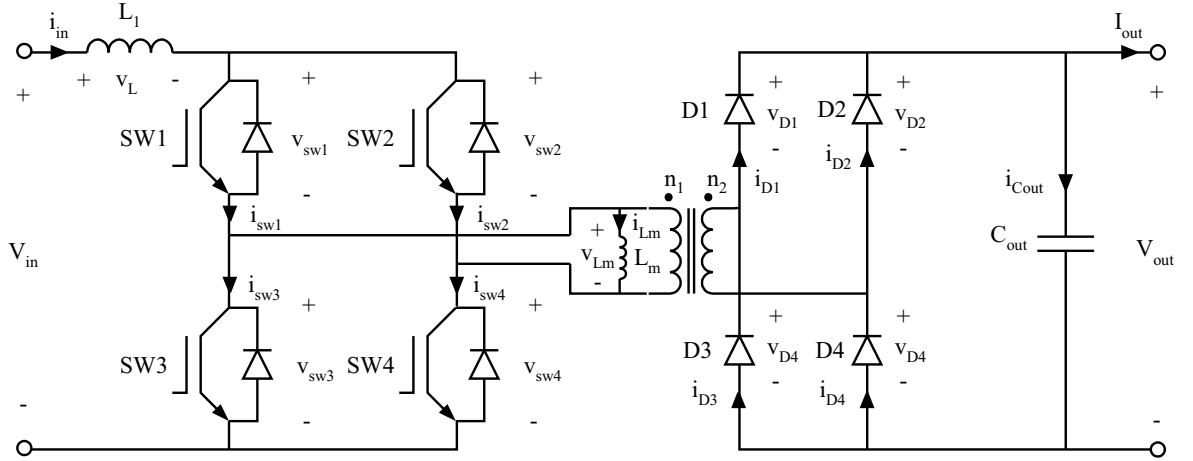 i_in L_1 I_out
+ v_L -
+ + + + + +
SW1 v_sw1 SW2 v_sw2 D1 v_D1 D2 v_D2
- - - -
i_D1 i_D2
n_1 n_2
i_sw1 i_sw2 i_Cout
+ i_Lm
V_in v_Lm L_m C_out V_out
-
i_sw3 i_sw4
+ + + +
SW3 v_sw3 SW4 v_sw4 D3 v_D4 D4 v_D4
- -
i_D3 i_D4
- - - -